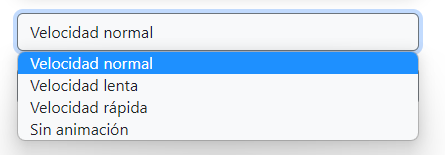 Velocidad normal
Velocidad normal
Velocidad lenta
Velocidad rápida
Sin animación